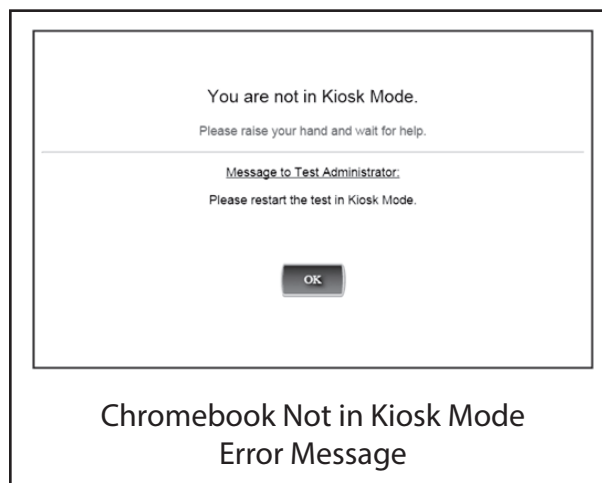 You are not in Kiosk Mode.
Please raise your hand and wait for help.
Message to Test Administrator:
Please restart the test in Kiosk Mode.
OK
Chromebook Not in Kiosk Mode
Error Message